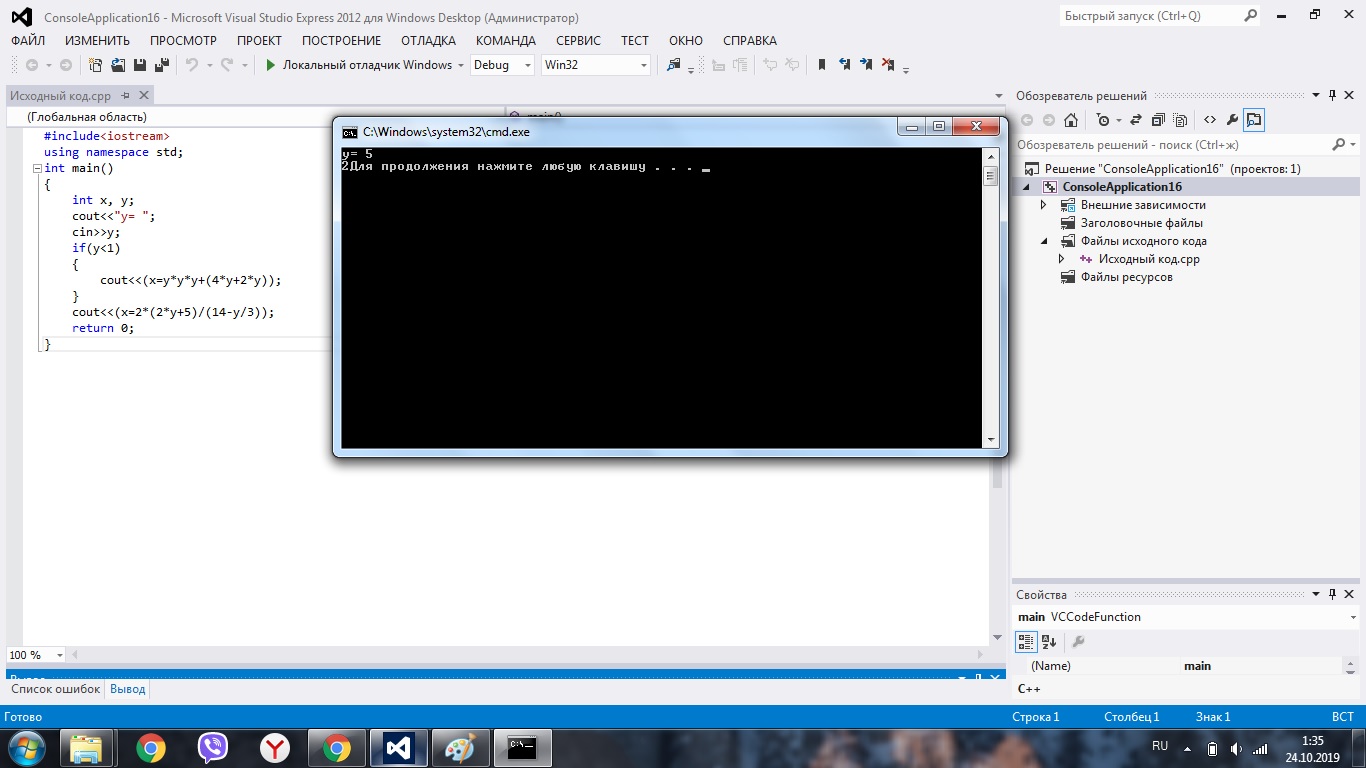 ConsoleApplication16 - Microsoft Visual Studio Express 2012 для Windows Desktop (Администратор)
Быстрый запуск (Ctrl+Q)
ФАЙЛ ИЗМЕНИТЬ ПРОСМОТР ПРОЕКТ ПОСТРОЕНИЕ ОТЛАДКА КОМАНДА СЕРВИС ТЕСТ ОКНО СПРАВКА
Локальный отладчик Windows Debug Win32
Исходный код.cpp
(Глобальная область)
#include<iostream>
using namespace std;
int main()
{
int x, y;
cout<<"y= ";
cin>>y;
if(y<1)
{
cout<<(x=y*y*y+(4*y+2*y));
}
cout<<(x=2*(2*y+5)/(14-y/3));
return 0;
}
C:\Windows\system32\cmd.exe
y= 5
2Для продолжения нажмите любую клавишу . . .
Обозреватель решений
Обозреватель решений - поиск (Ctrl+ж)
Решение "ConsoleApplication16" (проектов: 1)
ConsoleApplication16
Внешние зависимости
Заголовочные файлы
Файлы исходного кода
Исходный код.cpp
Файлы ресурсов
Свойства
main VCCodeFunction
(Name) main
C++
100 %
Список ошибок Вывод
Готово
Строка 1 Столбец 1 Знак 1 ВСТ
RU
1:35
24.10.2019